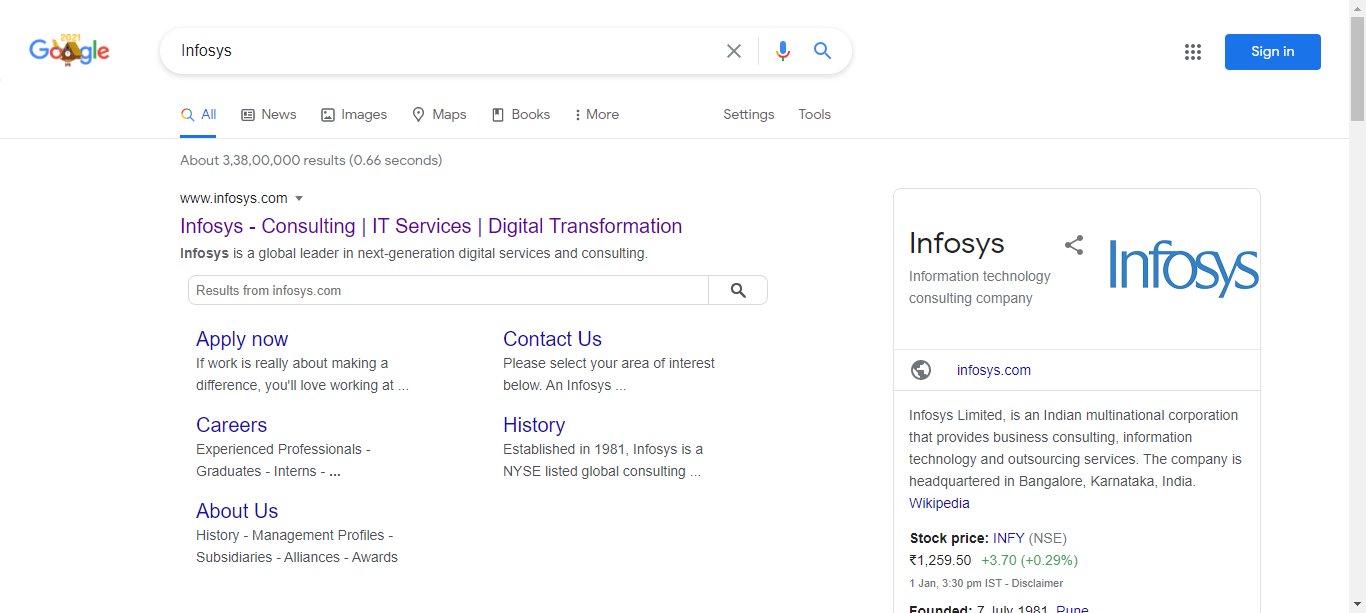 2021
Google
Infosys
Sign in
All
News
Images
Maps
Books
More
Settings
Tools
About 3,38,00,000 results (0.66 seconds)
www.infosys.com
Infosys - Consulting | IT Services | Digital Transformation
Infosys is a global leader in next-generation digital services and consulting.
Results from infosys.com
Apply now
If work is really about making a
difference, you'll love working at ...
Contact Us
Please select your area of interest
below. An Infosys ...
Careers
Experienced Professionals -
Graduates - Interns - ...
History
Established in 1981, Infosys is a
NYSE listed global consulting ...
About Us
History - Management Profiles -
Subsidiaries - Alliances - Awards
Infosys
Information technology
consulting company
Infosys
infosys.com
Infosys Limited, is an Indian multinational corporation
that provides business consulting, information
technology and outsourcing services. The company is
headquartered in Bangalore, Karnataka, India.
Wikipedia
Stock price: INFY (NSE)
₹1,259.50 +3.70 (+0.29%)
1 Jan, 3:30 pm IST - Disclaimer
Founded: 7 July 1981, Pune